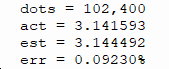 dots = 102,400
act = 3.141593
est = 3.144492
err = 0.09230%